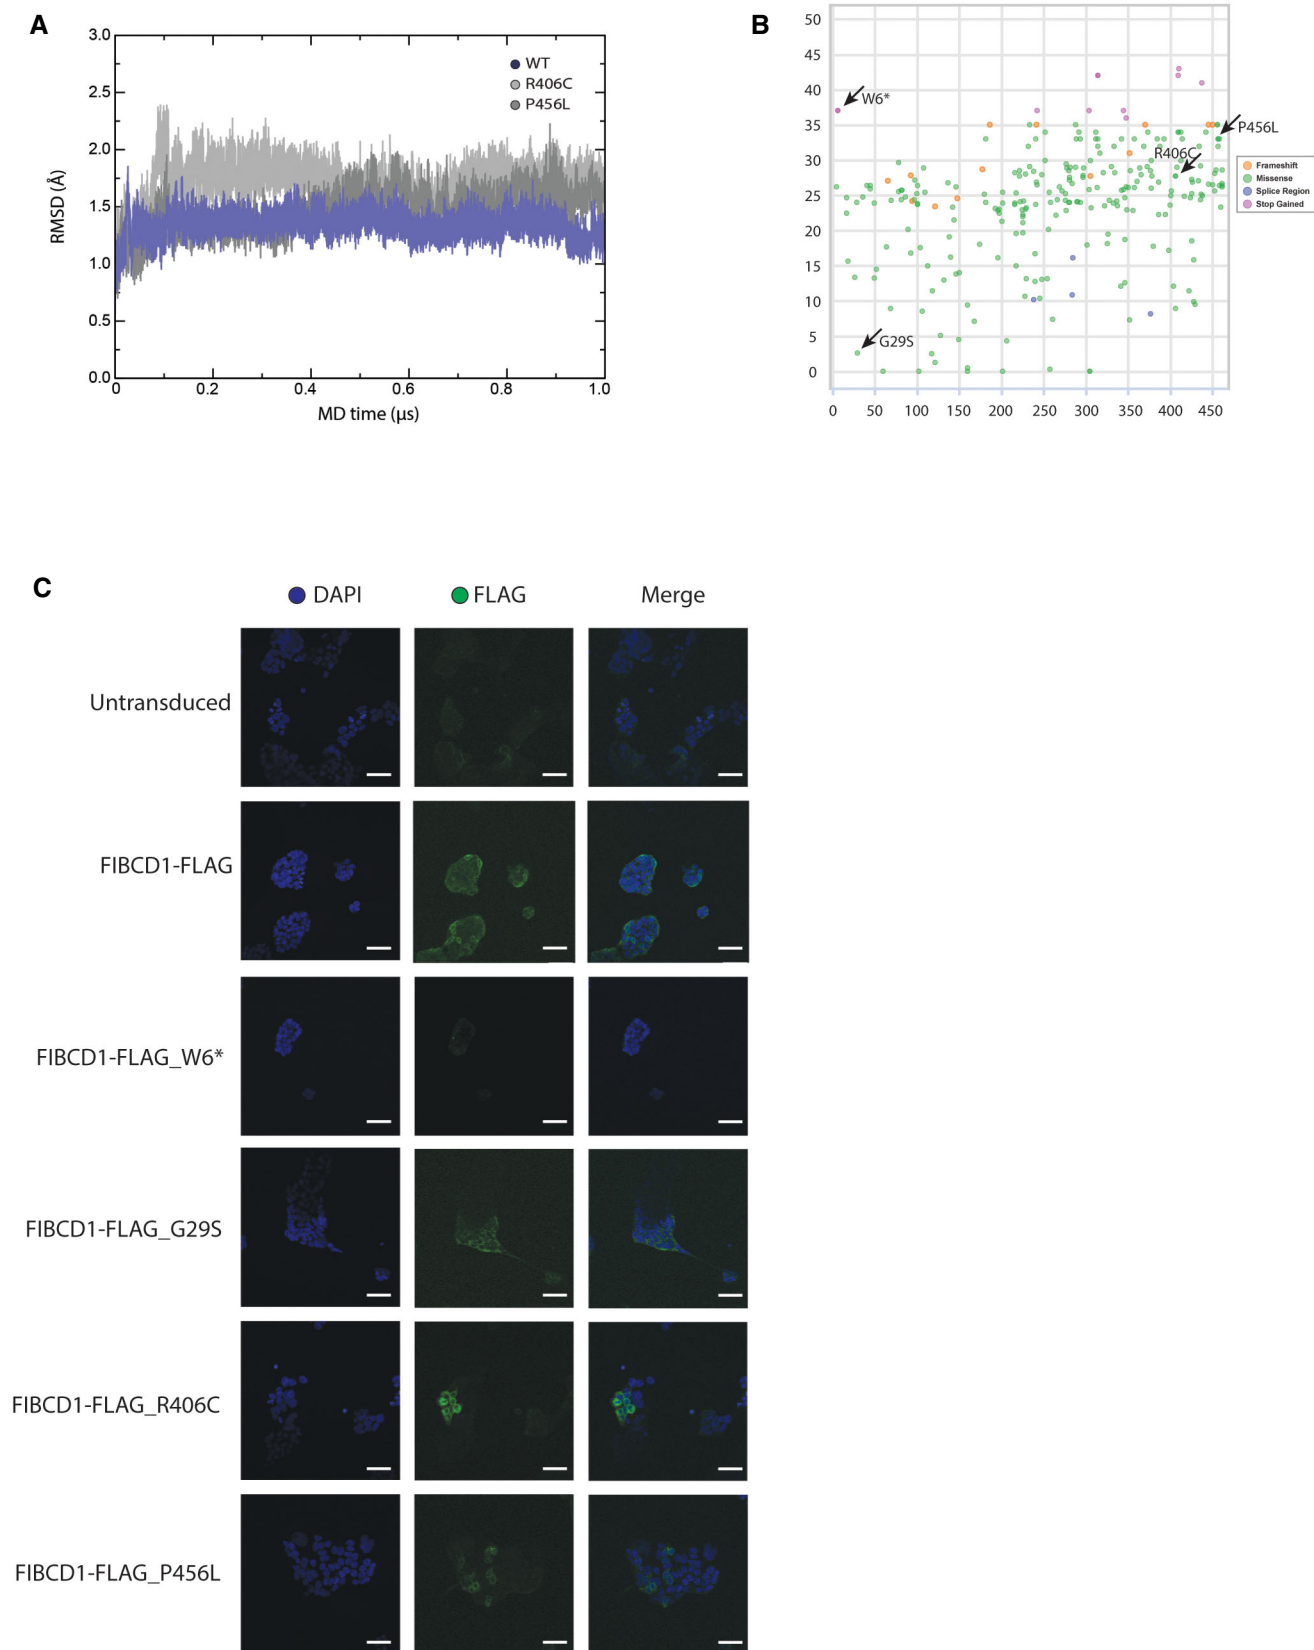 A
3.0
2.5
2.0
1.5
1.0
0.5
0.0
RMSD (Å)
WT
R406C
P456L
0 0.2 0.4 0.6 0.8 1.0
MD time (μs)
B
50
45
40
35
30
25
20
15
10
5
0
W6*
P456L
R406C
G29S
Frameshift
Missense
Splice Region
Stop Gained
0 50 100 150 200 250 300 350 400 450
C
DAPI FLAG Merge
Untransduced
FIBCD1-FLAG
FIBCD1-FLAG_W6*
FIBCD1-FLAG_G29S
FIBCD1-FLAG_R406C
FIBCD1-FLAG_P456L